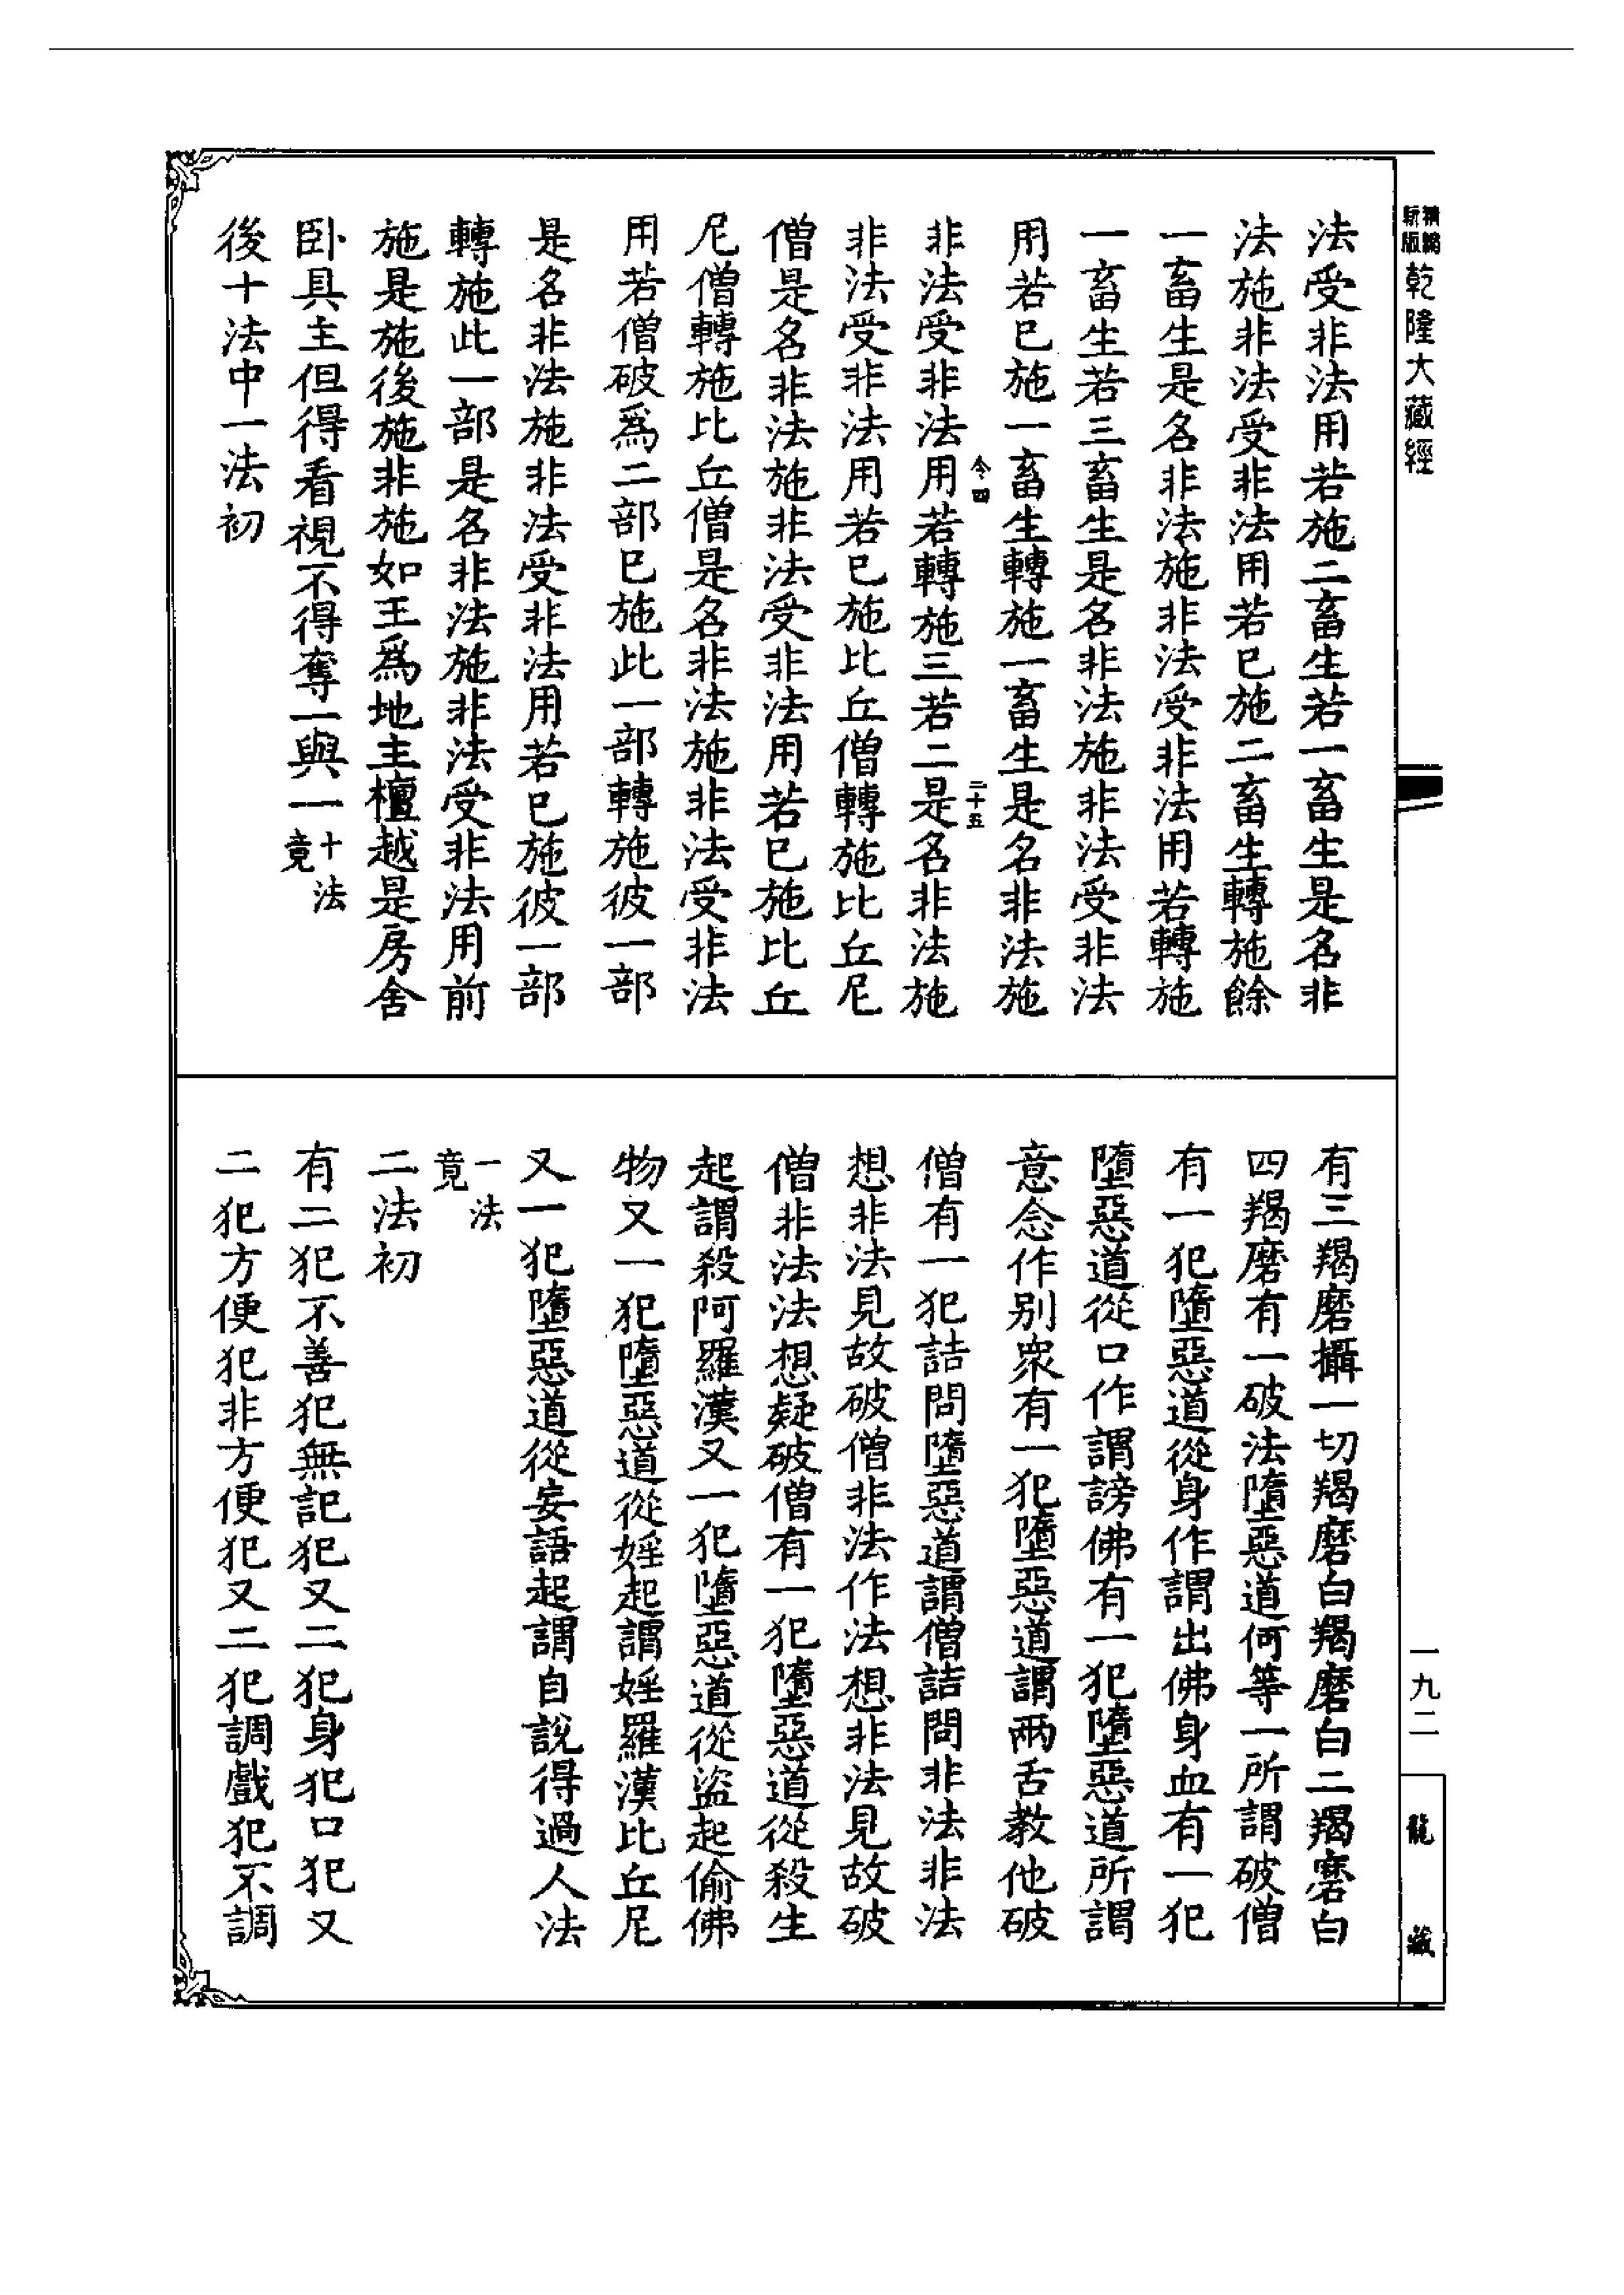 新版
精縮
乾隆大藏經
法受非法用若施二畜生若一畜生是名非
法施非法受非法用若已施二畜生轉施餘
一畜生是名非法施非法受非法用若轉施
一畜生若三畜生是名非法施非法受非法
用若已施一畜生轉施一畜生是名非法施
今四
二十五
非法受非法用若轉施三若二是名非法施
非法受非法用若已施比丘僧轉施比丘尼
僧是名非法施非法受非法用若已施比丘
尼僧轉施比丘僧是名非法施非法受非法
用若僧破為二部已施此一部轉施彼一部
是名非法施非法受非法用若已施彼一部
轉施此一部是名非法施非法受非法用前
施是施後施非施如王為地主檀越是房舍
卧具主但得看視不得奪一與一十法竟
後十法中一法初
有三羯磨攝一切羯磨白羯磨白二羯磨白
四羯磨有一破法墮惡道何等一所謂破僧
有一犯墮惡道從身作謂出佛身血有一犯
墮惡道從口作謂謗佛有一犯墮惡道所謂
意念作別眾有一犯墮惡道謂兩舌教他破
僧有一犯詰問墮惡道謂僧詰問非法非法
想非法見故破僧非法作法想非法見故破
僧非法法想疑破僧有一犯墮惡道從殺生
起謂殺阿羅漢又一犯墮惡道從盜起偷佛
物又一犯墮惡道從婬起謂婬羅漢比丘尼
又一犯墮惡道從妄語起謂自說得過人法
一法竟
二法初
有二犯不善犯無記犯又二犯身犯口犯又
二犯方便犯非方便犯又二犯調戲犯不調
一九二
龍藏